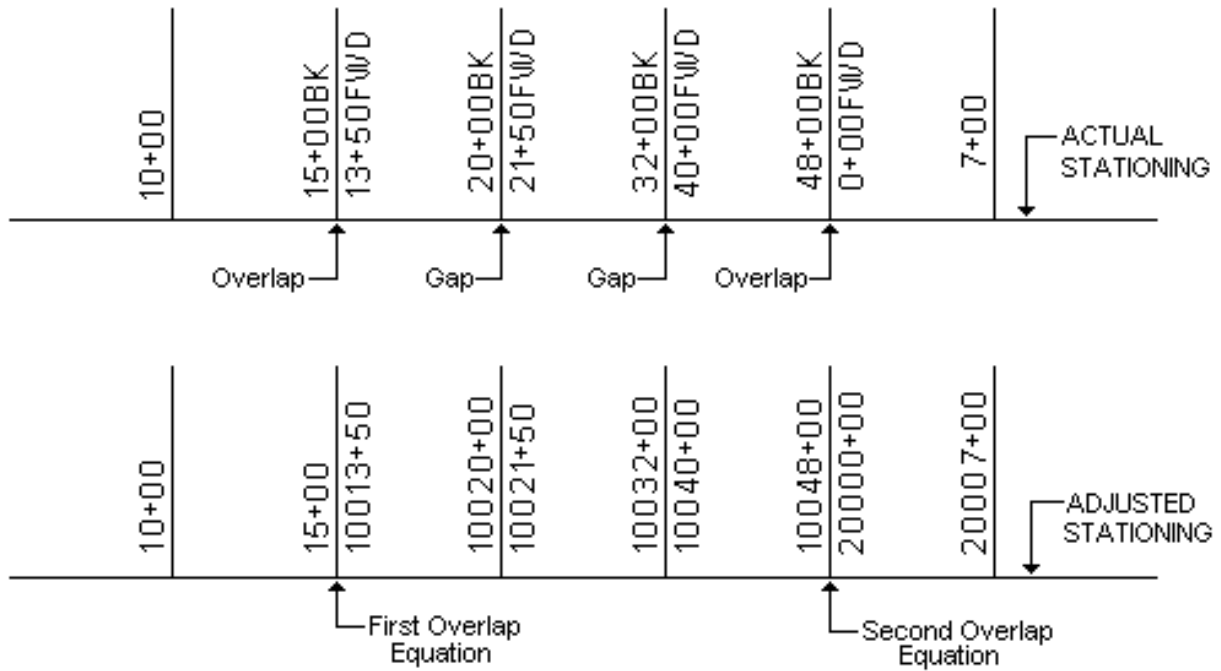 10+00
15+00BK
13+50FWD
20+00BK
21+50FWD
32+00BK
40+00FWD
48+00BK
0+00FWD
7+00
ACTUAL
STATIONING
Overlap
Gap
Gap
Overlap
10+00
15+00
10013+50
10020+00
10021+50
10032+00
10040+00
10048+00
20000+00
20007+00
ADJUSTED
STATIONING
First Overlap
Equation
Second Overlap
Equation